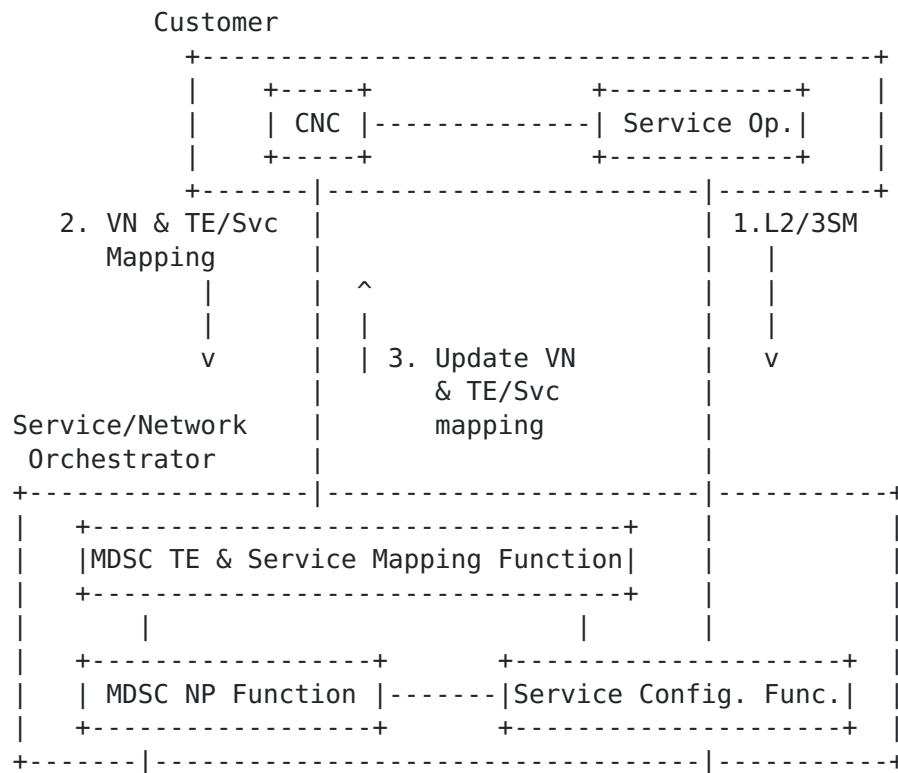 Customer
CNC Service Op.
2. VN & TE/Svc 1.L2/3SM
Mapping
^
v 3. Update VN v
& TE/Svc
Service/Network mapping
Orchestrator
MDSC TE & Service Mapping Function
MDSC NP Function Service Config. Func.